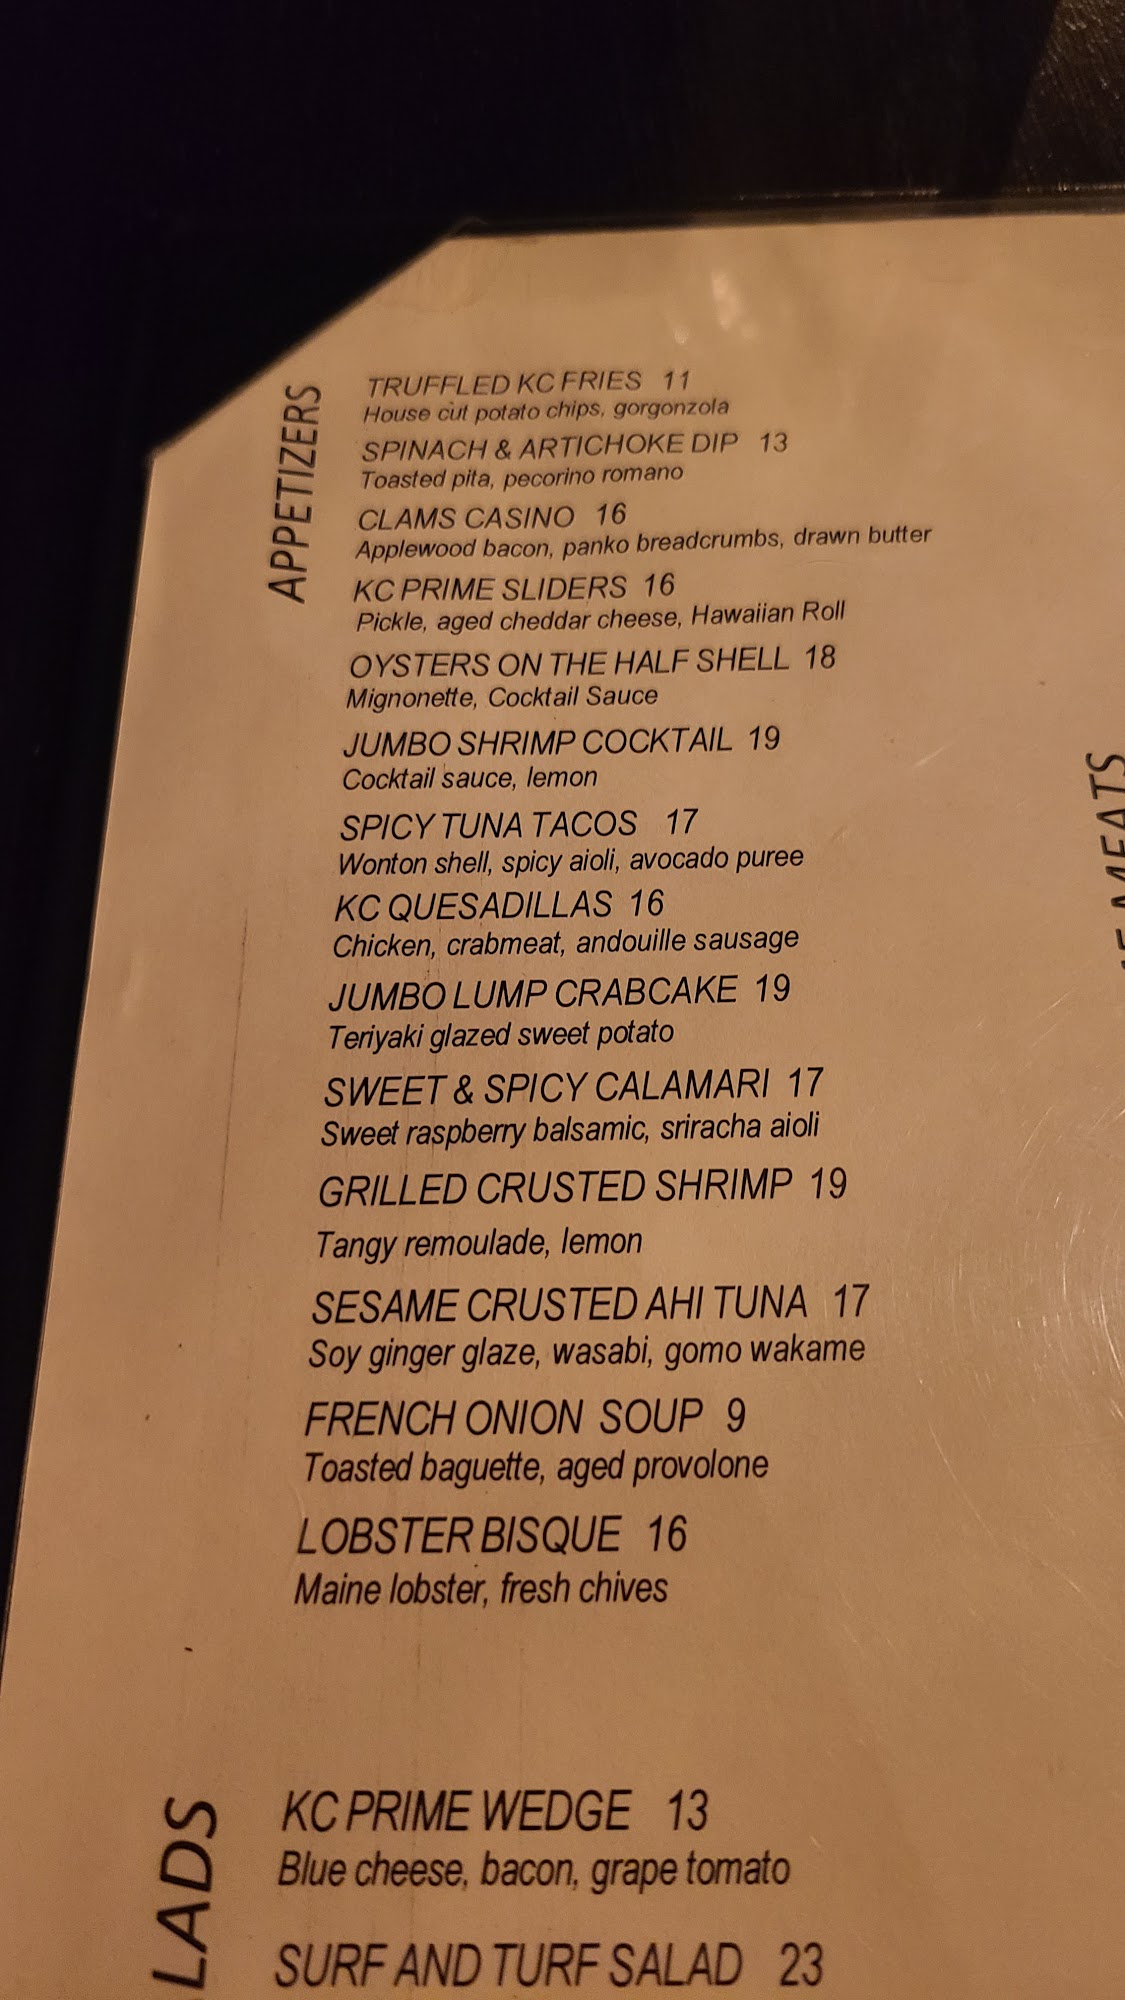 APPETIZERS
TRUFFLED KC FRIES 11
House cut potato chips, gorgonzola
SPINACH & ARTICHOKE DIP 13
Toasted pita, pecorino romano
CLAMS CASINO 16
Applewood bacon, panko breadcrumbs, drawn butter
KC PRIME SLIDERS 16
Pickle, aged cheddar cheese, Hawaiian Roll
OYSTERS ON THE HALF SHELL 18
Mignonette, Cocktail Sauce
JUMBO SHRIMP COCKTAIL 19
Cocktail sauce, lemon
SPICY TUNA TACOS 17
Wonton shell, spicy aioli, avocado puree
KC QUESADILLAS 16
Chicken, crabmeat, andouille sausage
JUMBO LUMP CRABCAKE 19
Teriyaki glazed sweet potato
SWEET & SPICY CALAMARI 17
Sweet raspberry balsamic, sriracha aioli
GRILLED CRUSTED SHRIMP 19
Tangy remoulade, lemon
SESAME CRUSTED AHI TUNA 17
Soy ginger glaze, wasabi, gomo wakame
FRENCH ONION SOUP 9
Toasted baguette, aged provolone
LOBSTER BISQUE 16
Maine lobster, fresh chives
LADS
KC PRIME WEDGE 13
Blue cheese, bacon, grape tomato
SURF AND TURF SALAD 23
MEATS